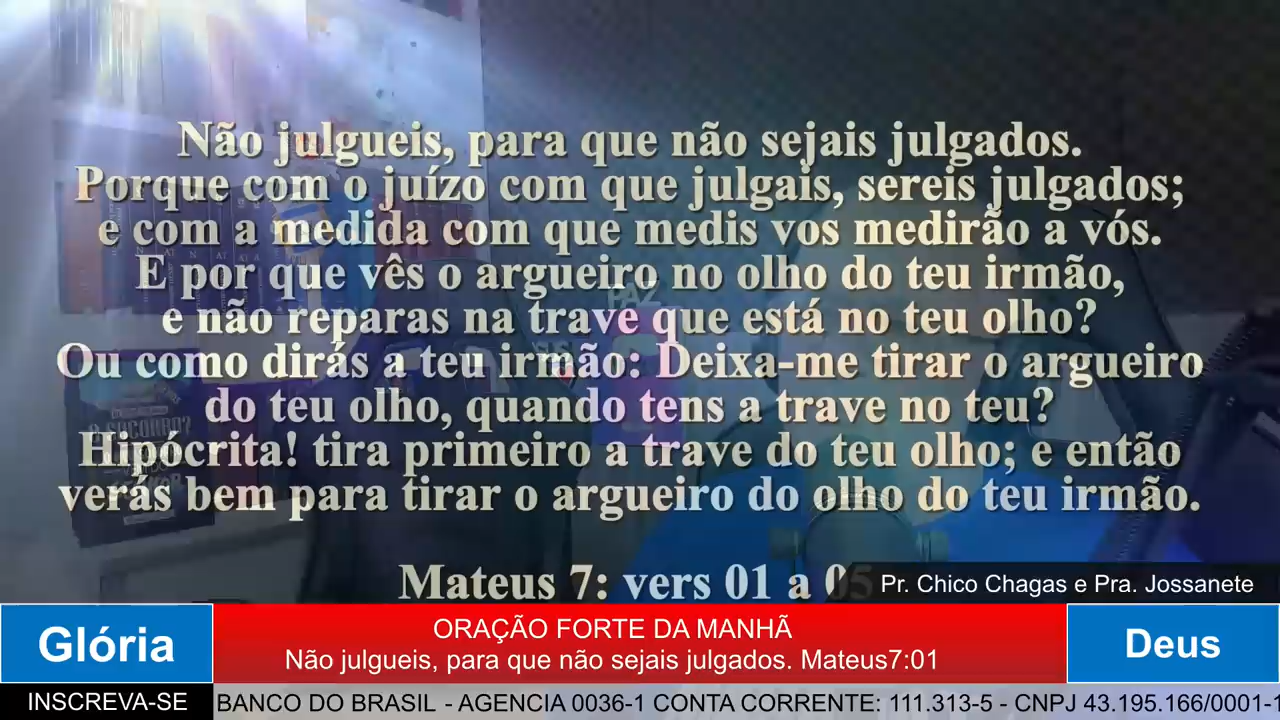 Não julgueis, para que não sejais julgados.
Porque com o juízo com que julgais, sereis julgados;
e com a medida com que medis vos medirão a vós.
E por que vês o argueiro no olho do teu irmão,
e não reparas na trave que está no teu olho?
Ou como dirás a teu irmão: Deixa-me tirar o argueiro
do teu olho, quando tens a trave no teu?
Hipócrita! tira primeiro a trave do teu olho; e então
verás bem para tirar o argueiro do olho do teu irmão.
Mateus 7: vers 01 a 05
Pr. Chico Chagas e Pra. Jossanete
Glória
ORAÇÃO FORTE DA MANHÃ
Não julgueis, para que não sejais julgados. Mateus7:01
Deus
INSCREVA-SE
BANCO DO BRASIL - AGENCIA 0036-1 CONTA CORRENTE: 111.313-5 - CNPJ 43.195.166/0001-